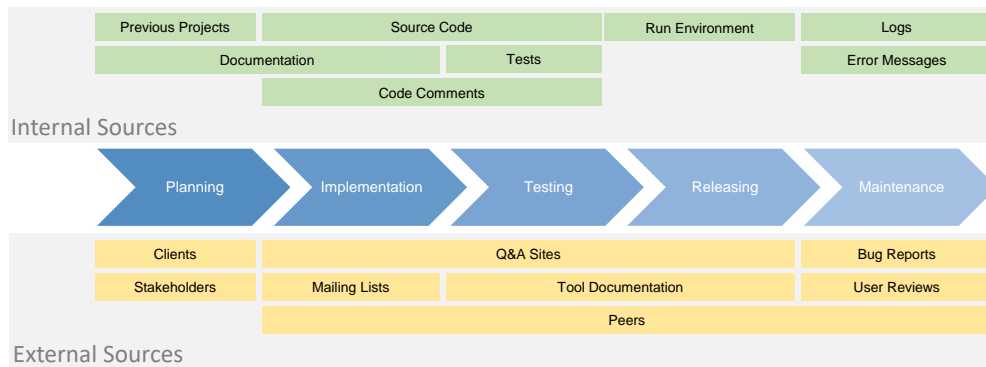 Previous Projects Source Code Run Environment Logs
Documentation Tests Error Messages
Code Comments
Internal Sources
Planning Implementation Testing Releasing Maintenance
Clients Q&A Sites Bug Reports
Stakeholders Mailing Lists Tool Documentation User Reviews
Peers
External Sources